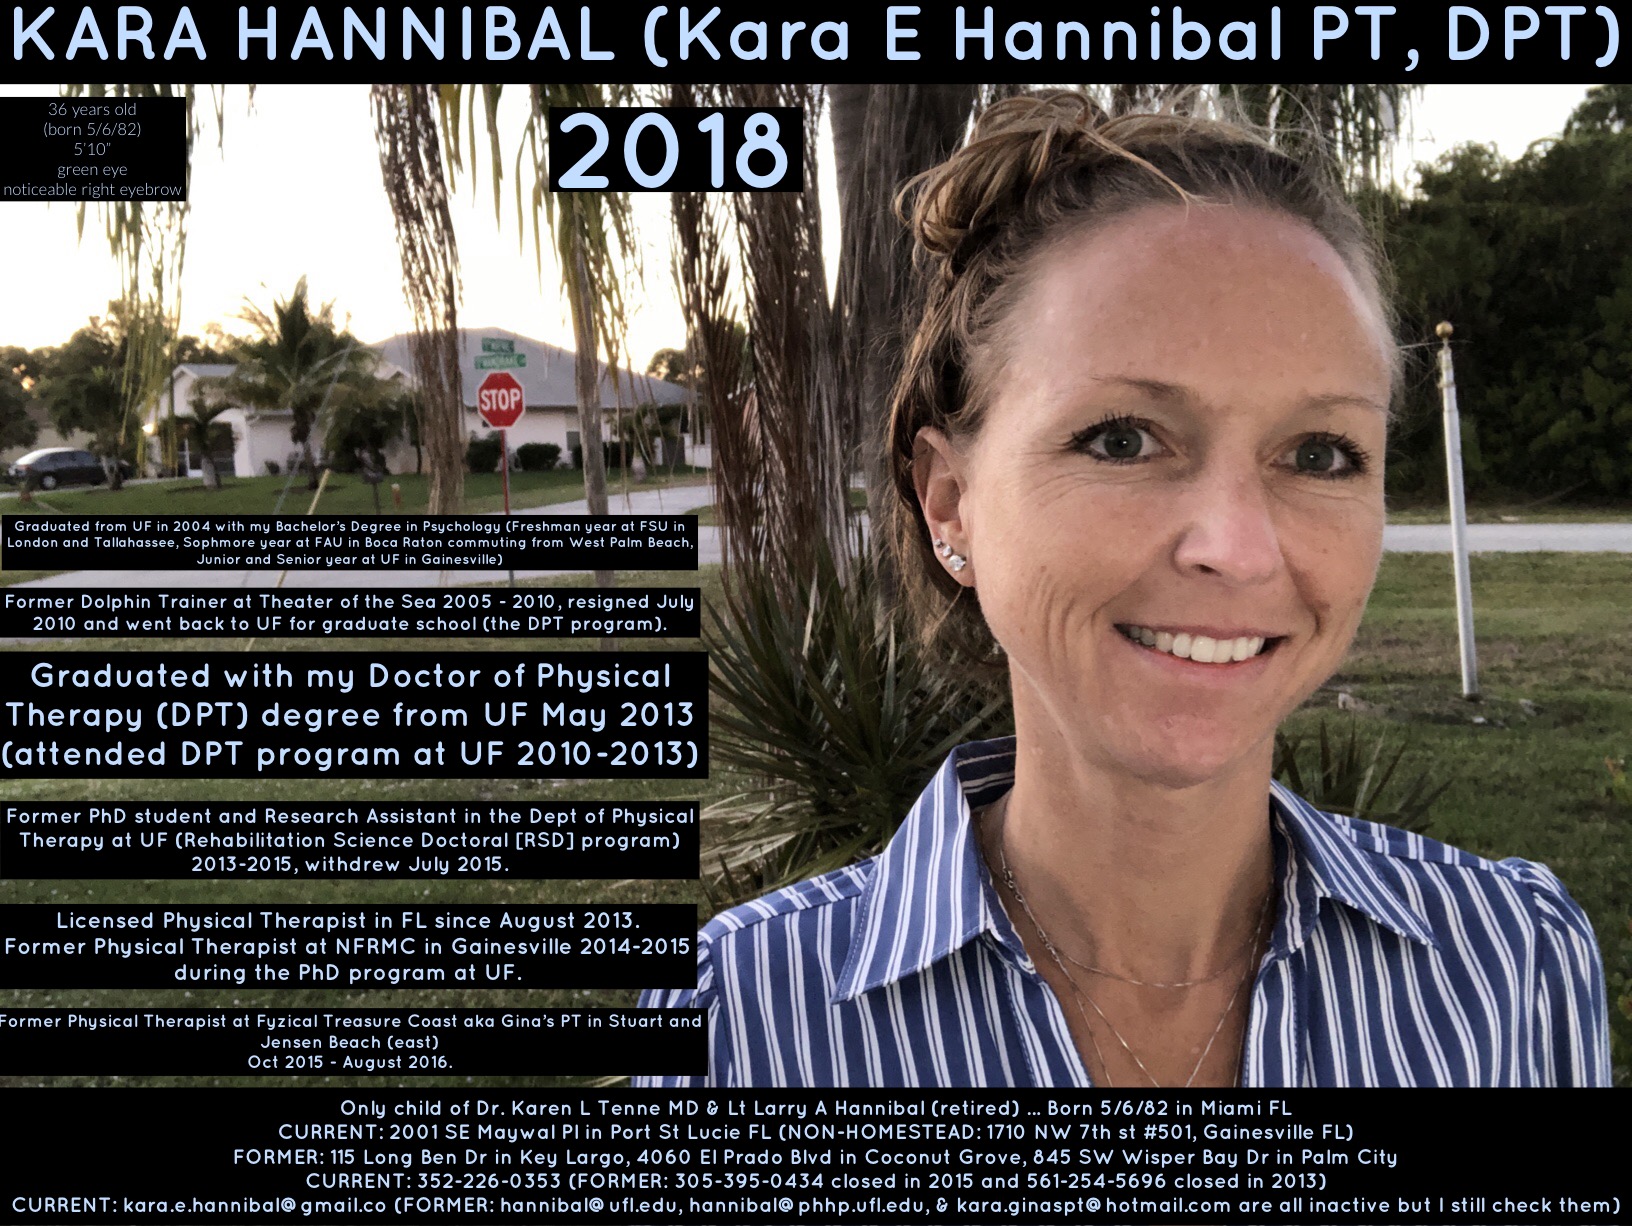 KARA HANNIBAL (Kara E Hannibal PT, DPT)
36 years old
(born 5/6/82)
5'10"
green eye
noticeable right eyebrow
2018
STOP
Graduated from UF in 2004 with my Bachelor's Degree in Psychology (Freshman year at FSU in
London and Tallahassee, Sophmore year at FAU in Boca Raton commuting from West Palm Beach,
Junior and Senior year at UF in Gainesville)
Former Dolphin Trainer at Theater of the Sea 2005 - 2010, resigned July
2010 and went back to UF for graduate school (the DPT program).
Graduated with my Doctor of Physical
Therapy (DPT) degree from UF May 2013
(attended DPT program at UF 2010-2013)
Former PhD student and Research Assistant in the Dept of Physical
Therapy at UF (Rehabilitation Science Doctoral [RSD] program)
2013-2015, withdrew July 2015.
Licensed Physical Therapist in FL since August 2013.
Former Physical Therapist at NFRMC in Gainesville 2014-2015
during the PhD program at UF.
Former Physical Therapist at Fyzical Treasure Coast aka Gina's PT in Stuart and
Jensen Beach (east)
Oct 2015 - August 2016.
Only child of Dr. Karen L Tenne MD & Lt Larry A Hannibal (retired) ... Born 5/6/82 in Miami FL
CURRENT: 2001 SE Maywal Pl in Port St Lucie FL (NON-HOMESTEAD: 1710 NW 7th st #501, Gainesville FL)
FORMER: 115 Long Ben Dr in Key Largo, 4060 El Prado Blvd in Coconut Grove, 845 SW Wisper Bay Dr in Palm City
CURRENT: 352-226-0353 (FORMER: 305-395-0434 closed in 2015 and 561-254-5696 closed in 2013)
CURRENT: kara.e.hannibal@gmail.co (FORMER: hannibal@ufl.edu, hannibal@phhp.ufl.edu, & kara.ginaspt@hotmail.com are all inactive but I still check them)